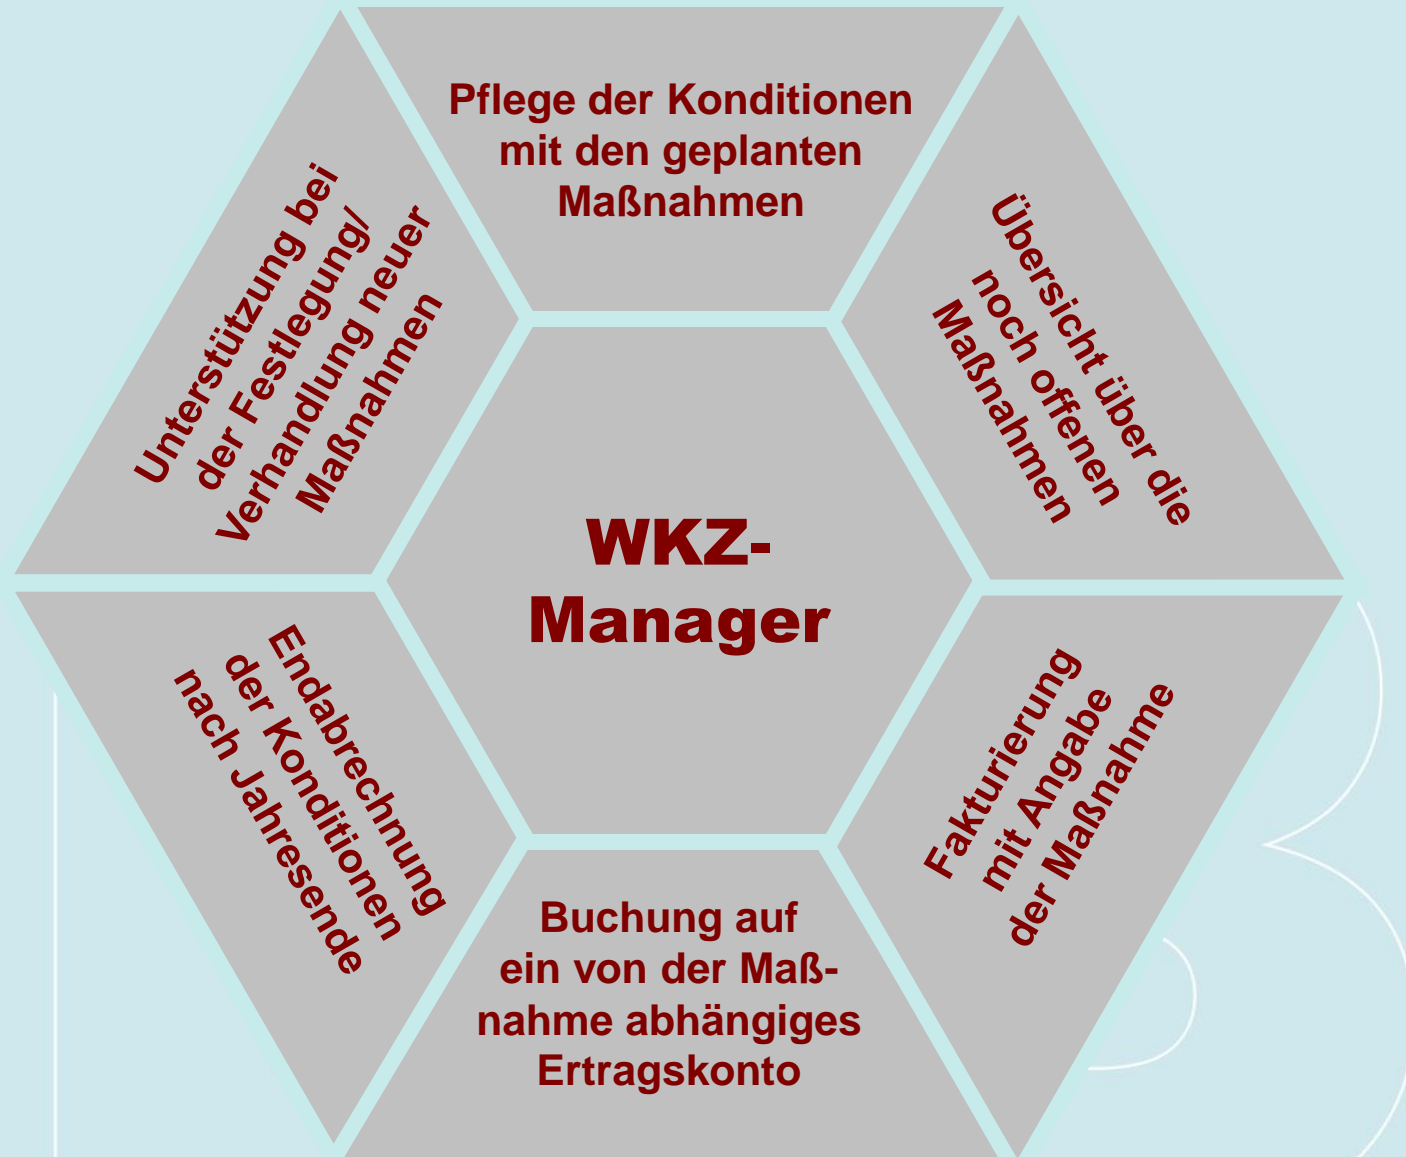 Pflege der Konditionen
mit den geplanten
Maßnahmen
Übersicht über die
noch offenen
Maßnahmen
Fakturierung
mit Angabe
der Maßnahme
Buchung auf
ein von der Maß-
nahme abhängiges
Ertragskonto
Endabrechnung
der Konditionen
nach Jahresende
Unterstützung bei
der Festlegung/
Verhandlung neuer
Maßnahmen
WKZ-
Manager